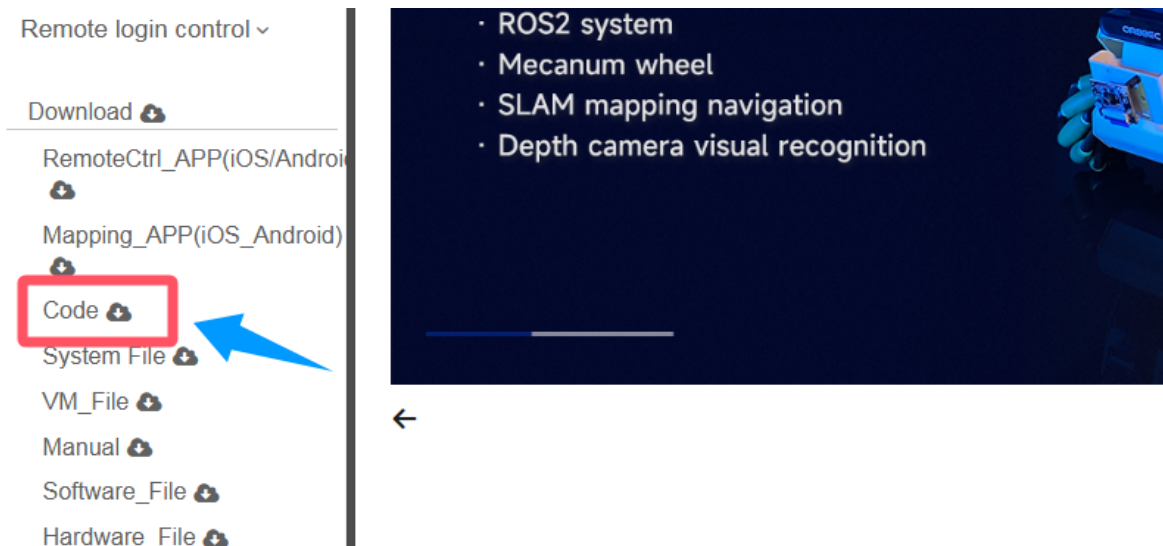 Remote login control
Download
RemoteCtrl_APP(iOS/Androi
Mapping_APP(iOS_Android)
Code
System File
VM_File
Manual
Software_File
Hardware_File
· ROS2 system
· Mecanum wheel
· SLAM mapping navigation
· Depth camera visual recognition